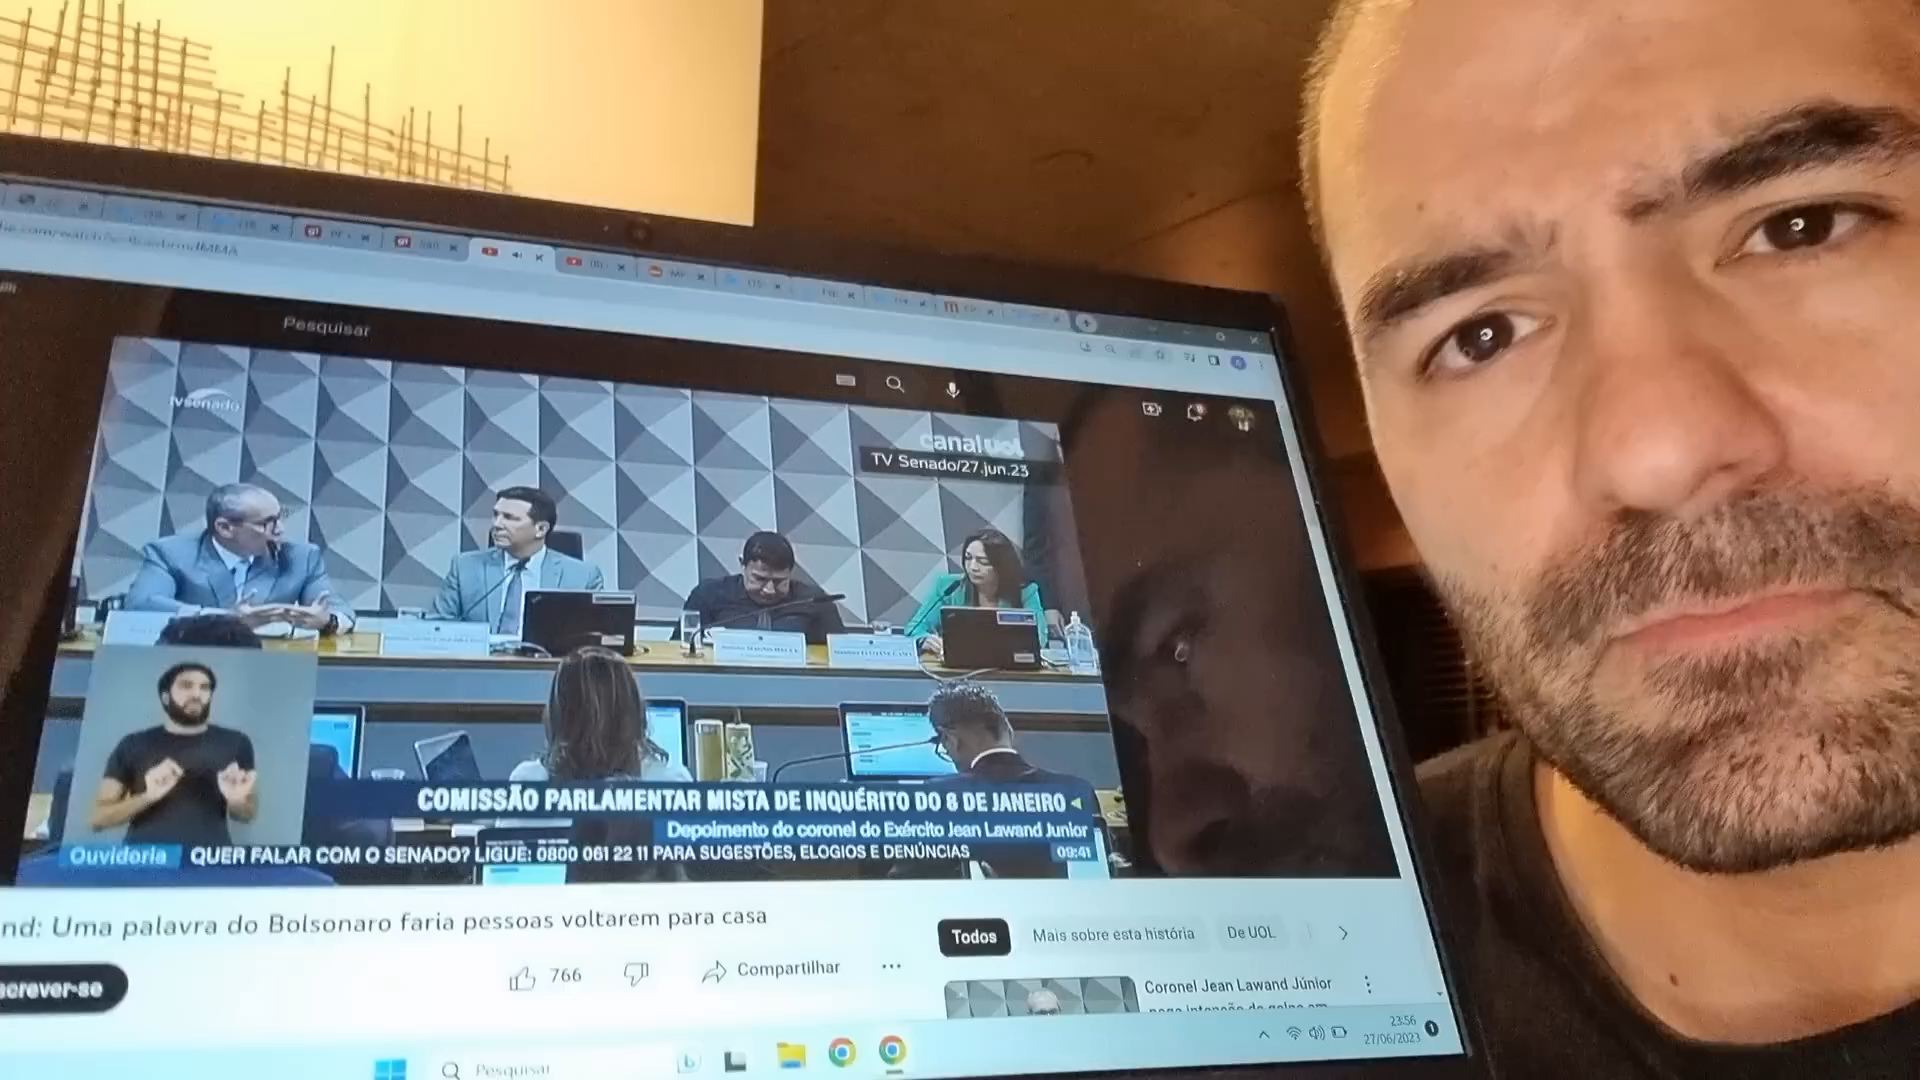 Pesquisar
tvsenado
canal uol
TV Senado/27.jun.23
COMISSÃO PARLAMENTAR MISTA DE INQUÉRITO DO 8 DE JANEIRO
Depoimento do coronel do Exército Jean Lawand Junior
Ouvidoria QUER FALAR COM O SENADO? LIGUE: 0800 061 22 11 PARA SUGESTÕES, ELOGIOS E DENÚNCIAS 09:41
nd: Uma palavra do Bolsonaro faria pessoas voltarem para casa
screver-se
766
Compartilhar
Todos
Mais sobre esta história
De UOL
Coronel Jean Lawand Júnior
Pesquisar
23:56
27/06/2023